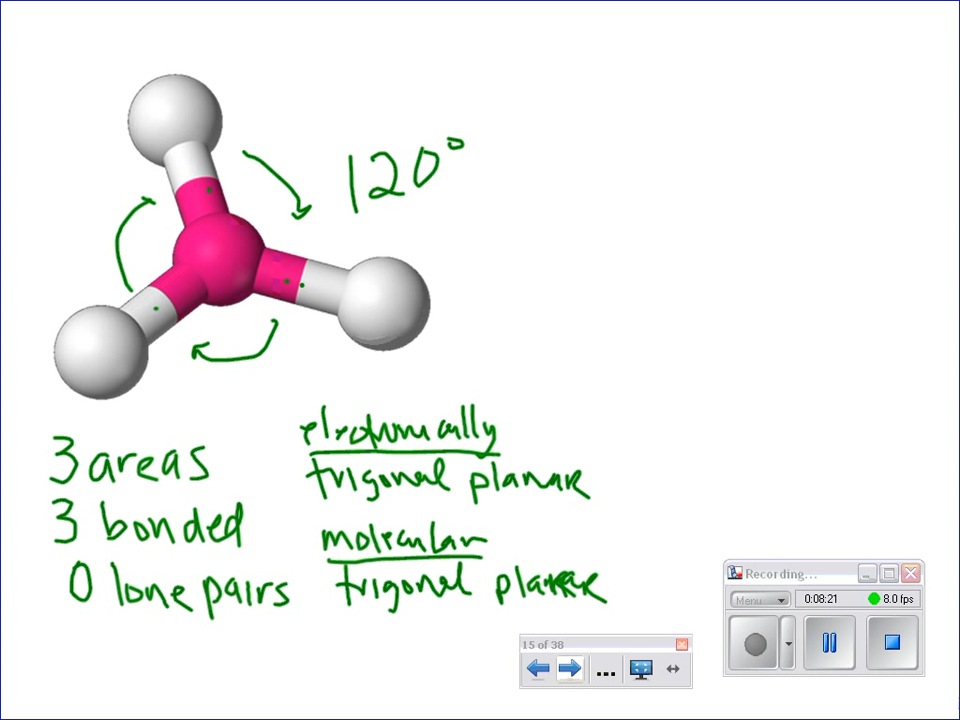 120°
3 areas
3 bonded
0 lone pairs
electronically
trigonal planar
molecular
trigonal planar
Recording...
Menu
0:08:21
8.0 fps
15 of 38
...